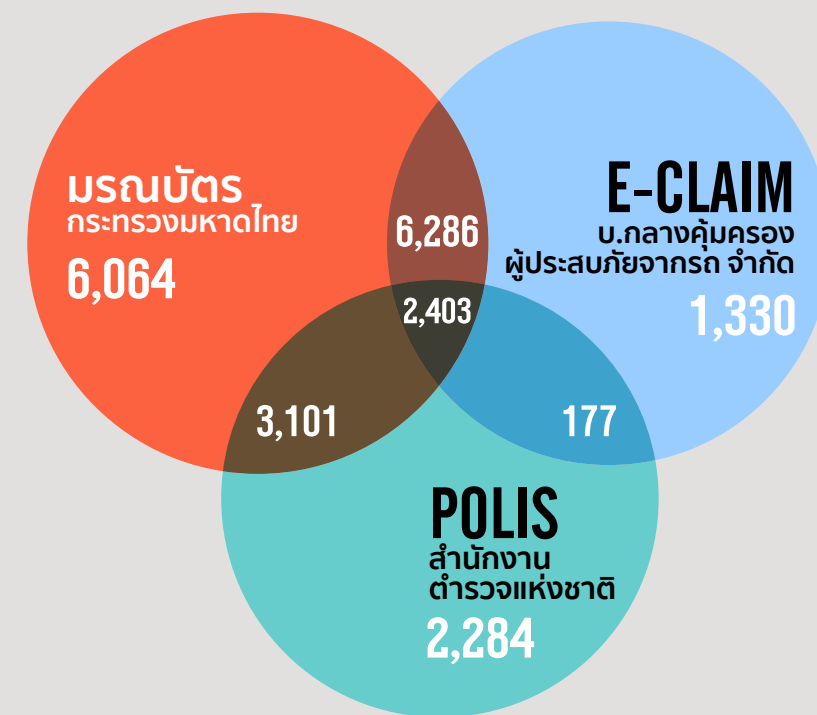 มรณบัตร
กระทรวงมหาดไทย
6,064
E-CLAIM
บ.กลางคุ้มครอง
ผู้ประสบภัยจากรถ จำกัด
1,330
6,286
2,403
3,101
177
POLIS
สำนักงาน
ตำรวจแห่งชาติ
2,284